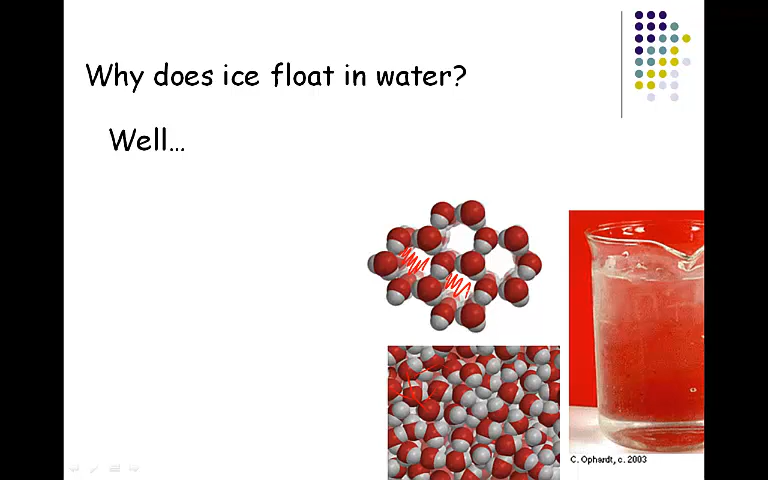 Why does ice float in water?
Well…
C. Ophardt, c. 2003